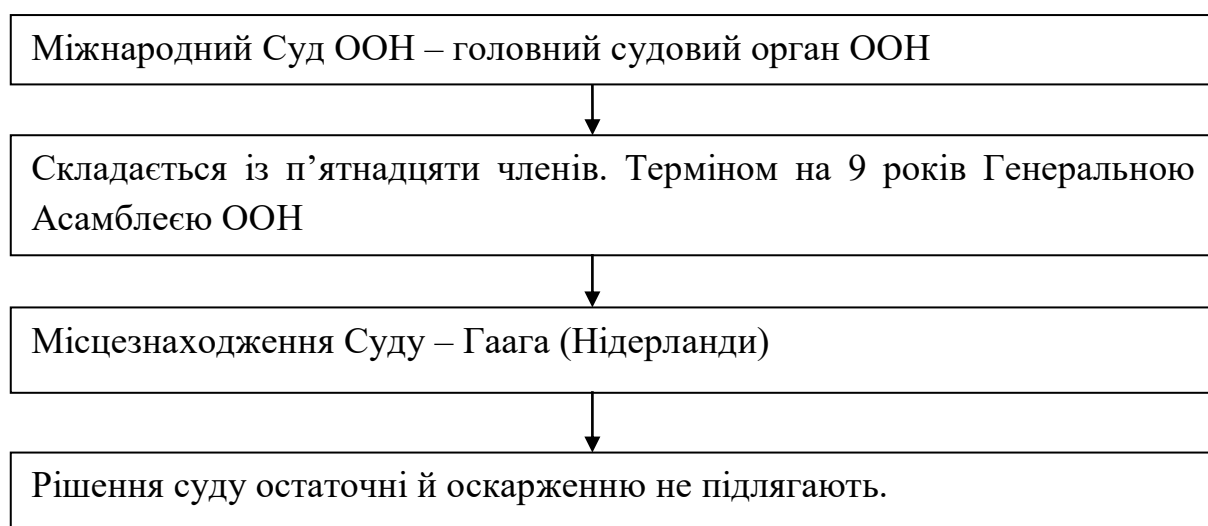 Міжнародний Суд ООН – головний судовий орган ООН
Складається із п’ятнадцяти членів. Терміном на 9 років Генеральною
Асамблеєю ООН
Місцезнаходження Суду – Гаага (Нідерланди)
Рішення суду остаточні й оскарженню не підлягають.